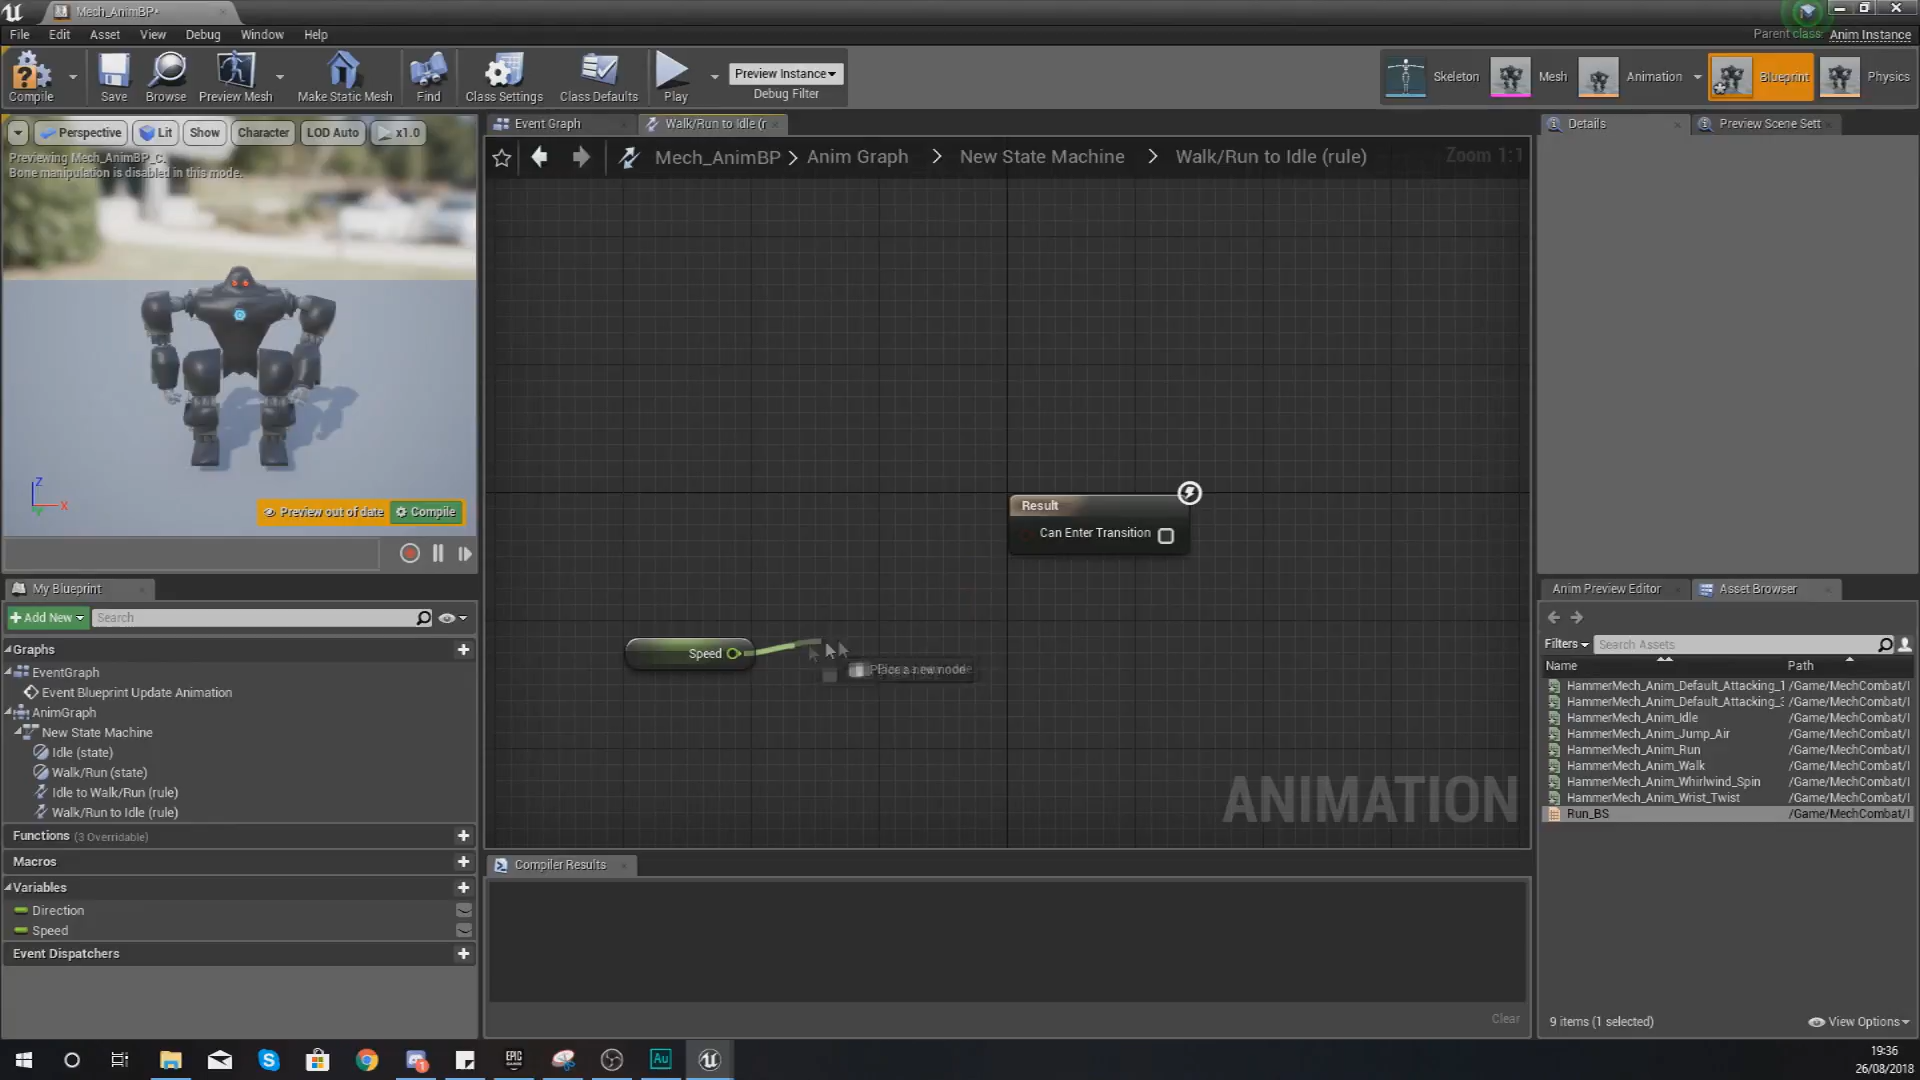 Mech_AnimBP*
File Edit Asset View Debug Window Help
Parent class: Anim Instance
Compile Save Browse Preview Mesh Make Static Mesh Find Class Settings Class Defaults Play
Preview Instance
Debug Filter
Skeleton Mesh Animation Blueprint Physics
Perspective Lit Show Character LOD Auto x1.0
Previewing Mech_AnimBP_C.
Bone manipulation is disabled in this mode.
Z
X
Preview out of date Compile
Event Graph
Walk/Run to Idle (r
Mech_AnimBP > Anim Graph > New State Machine > Walk/Run to Idle (rule)
Zoom 1:1
Result
Can Enter Transition
Speed
Place a new node
ANIMATION
Compiler Results
Clear
My Blueprint
Add New
Search
Graphs
EventGraph
Event Blueprint Update Animation
AnimGraph
New State Machine
Idle (state)
Walk/Run (state)
Idle to Walk/Run (rule)
Walk/Run to Idle (rule)
Functions (3 Overridable)
Macros
Variables
Direction
Speed
Event Dispatchers
Details
Preview Scene Sett
Anim Preview Editor
Asset Browser
Filters
Search Assets
Name Path
HammerMech_Anim_Default_Attacking_1 /Game/MechCombat/I
HammerMech_Anim_Default_Attacking_3 /Game/MechCombat/I
HammerMech_Anim_Idle /Game/MechCombat/I
HammerMech_Anim_Jump_Air /Game/MechCombat/I
HammerMech_Anim_Run /Game/MechCombat/I
HammerMech_Anim_Walk /Game/MechCombat/I
HammerMech_Anim_Whirlwind_Spin /Game/MechCombat/I
HammerMech_Anim_Wrist_Twist /Game/MechCombat/I
Run_BS /Game/MechCombat/I
9 items (1 selected)
View Options
EPIC
Au
19:36
26/08/2018